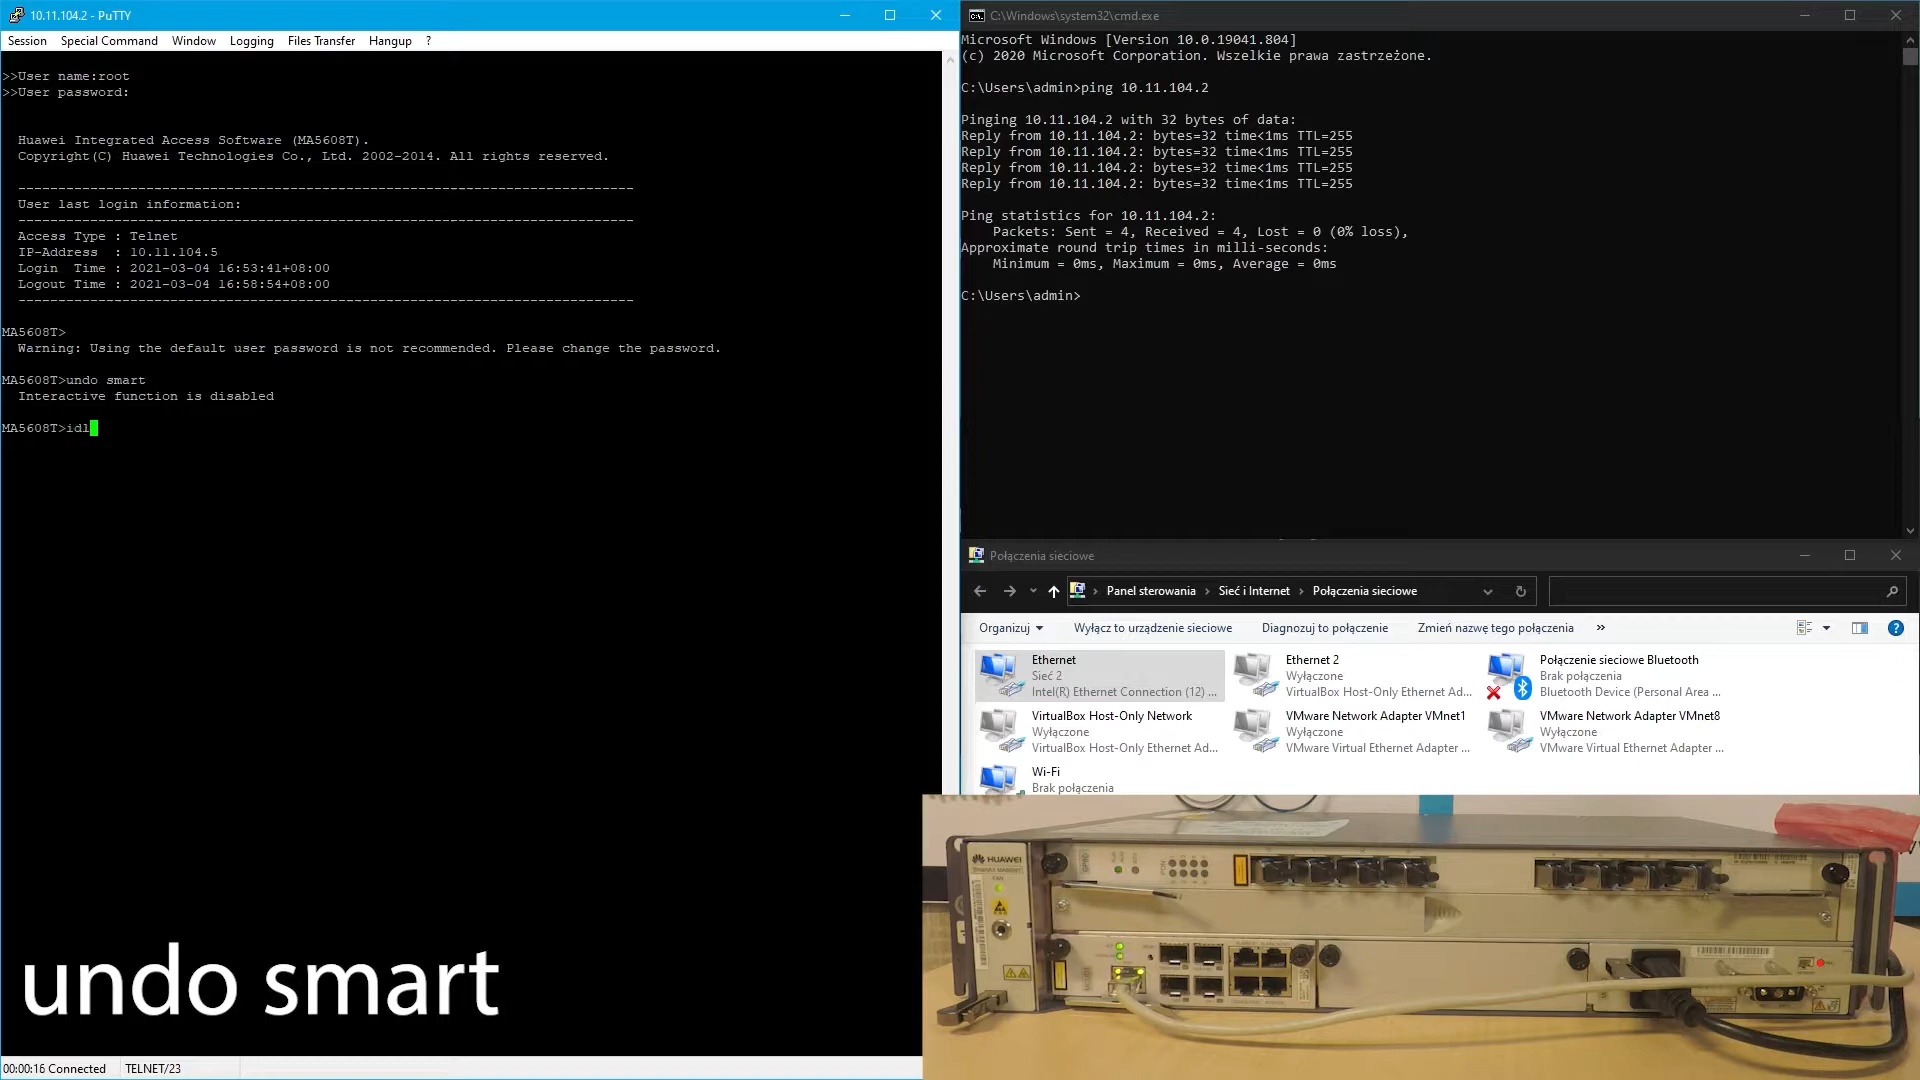 10.11.104.2 - PuTTY
Session Special Command Window Logging Files Transfer Hangup ?
>>User name:root
>>User password:
Huawei Integrated Access Software (MA5608T).
Copyright(C) Huawei Technologies Co., Ltd. 2002-2014. All rights reserved.
-----------------------------------------------------------------------------
User last login information:
-----------------------------------------------------------------------------
Access Type : Telnet
IP-Address  : 10.11.104.5
Login  Time : 2021-03-04 16:53:41+08:00
Logout Time : 2021-03-04 16:58:54+08:00
-----------------------------------------------------------------------------
MA5608T>
Warning: Using the default user password is not recommended. Please change the password.
MA5608T>undo smart
Interactive function is disabled
MA5608T>idl
undo smart
00:00:16 Connected TELNET/23
C:\Windows\system32\cmd.exe
Microsoft Windows [Version 10.0.19041.804]
(c) 2020 Microsoft Corporation. Wszelkie prawa zastrzeżone.
C:\Users\admin>ping 10.11.104.2
Pinging 10.11.104.2 with 32 bytes of data:
Reply from 10.11.104.2: bytes=32 time<1ms TTL=255
Reply from 10.11.104.2: bytes=32 time<1ms TTL=255
Reply from 10.11.104.2: bytes=32 time<1ms TTL=255
Reply from 10.11.104.2: bytes=32 time<1ms TTL=255
Ping statistics for 10.11.104.2:
Packets: Sent = 4, Received = 4, Lost = 0 (0% loss),
Approximate round trip times in milli-seconds:
Minimum = 0ms, Maximum = 0ms, Average = 0ms
C:\Users\admin>
Połączenia sieciowe
Panel sterowania › Sieć i Internet › Połączenia sieciowe
Organizuj Wyłącz to urządzenie sieciowe Diagnozuj to połączenie Zmień nazwę tego połączenia »
Ethernet
Sieć 2
Intel(R) Ethernet Connection (12) ...
Ethernet 2
Wyłączone
VirtualBox Host-Only Ethernet Ad...
Połączenie sieciowe Bluetooth
Brak połączenia
Bluetooth Device (Personal Area ...
VirtualBox Host-Only Network
Wyłączone
VirtualBox Host-Only Ethernet Ad...
VMware Network Adapter VMnet1
Wyłączone
VMware Virtual Ethernet Adapter ...
VMware Network Adapter VMnet8
Wyłączone
VMware Virtual Ethernet Adapter ...
Wi-Fi
Brak połączenia
HUAWEI
FAN